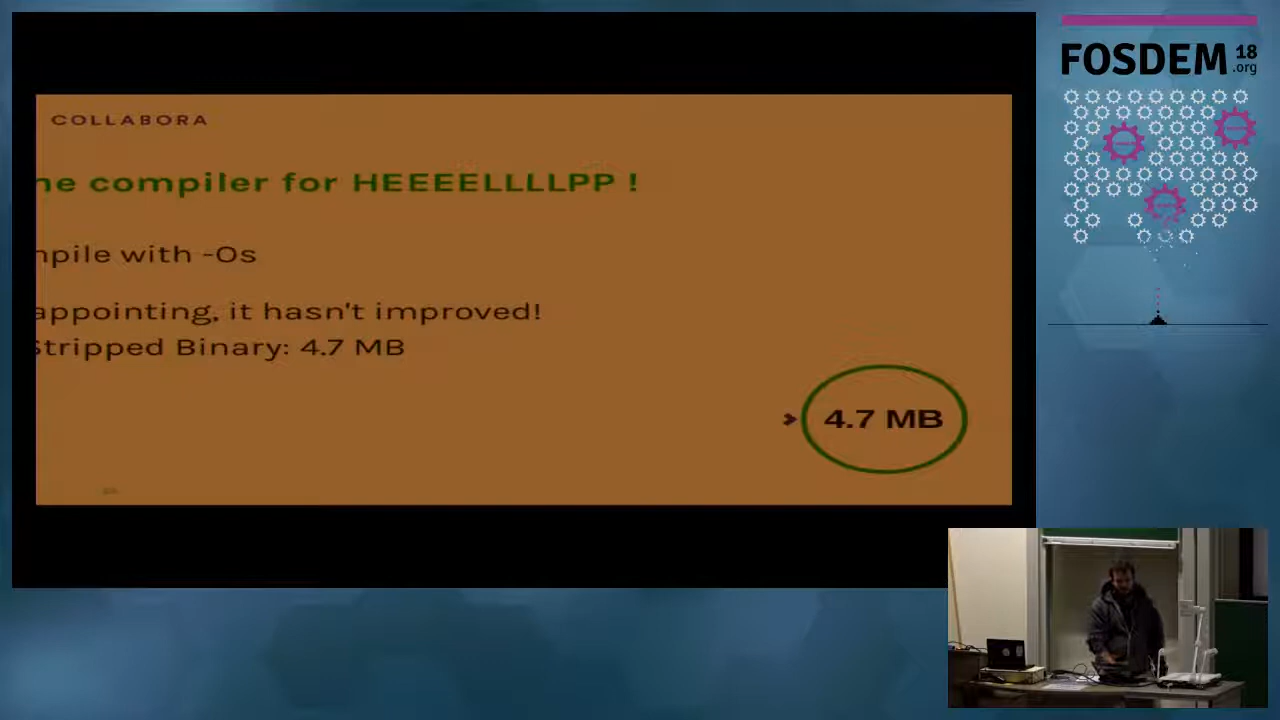 COLLABORA
ne compiler for HEEEELLLLPP !
npile with -Os
appointing, it hasn't improved!
Stripped Binary: 4.7 MB
> 4.7 MB
FOSDEM 18
.org